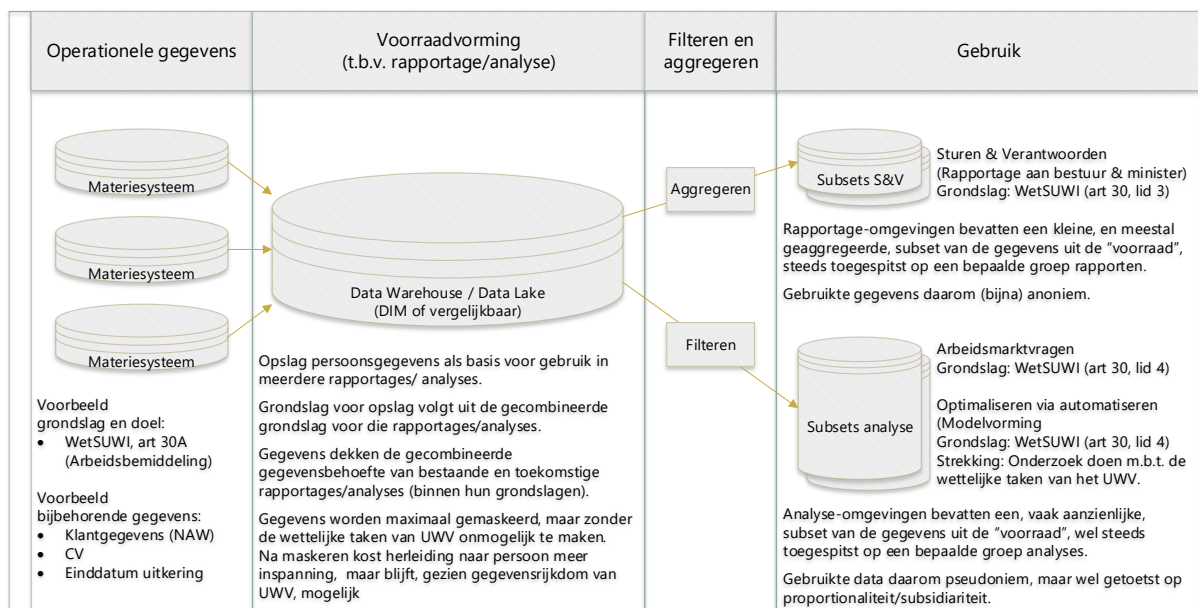 Operationele gegevens
Voorraadvorming
(t.b.v. rapportage/analyse)
Filteren en
aggregeren
Gebruik
Materiesysteem
Materiesysteem
Materiesysteem
Voorbeeld
grondslag en doel:
• WetSUWI, art 30A
(Arbeidsbemiddeling)
Voorbeeld
bijbehorende gegevens:
• Klantgegevens (NAW)
• CV
• Einddatum uitkering
Data Warehouse / Data Lake
(DIM of vergelijkbaar)
Opslag persoonsgegevens als basis voor gebruik in
meerdere rapportages/ analyses.
Grondslag voor opslag volgt uit de gecombineerde
grondslag voor die rapportages/analyses.
Gegevens dekken de gecombineerde
gegevensbehoefte van bestaande en toekomstige
rapportages/analyses (binnen hun grondslagen).
Gegevens worden maximaal gemaskeerd, maar zonder
de wettelijke taken van UWV onmogelijk te maken.
Na maskeren kost herleiding naar persoon meer
inspanning, maar blijft, gezien gegevensrijkdom van
UWV, mogelijk
Aggregeren
Filteren
Subsets S&V
Sturen & Verantwoorden
(Rapportage aan bestuur & minister)
Grondslag: WetSUWI (art 30, lid 3)
Rapportage-omgevingen bevatten een kleine, en meestal
geaggregeerde, subset van de gegevens uit de “voorraad”,
steeds toegespitst op een bepaalde groep rapporten.
Gebruikte gegevens daarom (bijna) anoniem.
Subsets analyse
Arbeidsmarktvragen
Grondslag: WetSUWI (art 30, lid 4)
Optimaliseren via automatiseren
(Modelvorming
Grondslag: WetSUWI (art 30, lid 4)
Strekking: Onderzoek doen m.b.t. de
wettelijke taken van het UWV.
Analyse-omgevingen bevatten een, vaak aanzienlijke,
subset van de gegevens uit de “voorraad”, wel steeds
toegespitst op een bepaalde groep analyses.
Gebruikte data daarom pseudoniem, maar wel getoetst op
proportionaliteit/subsidiariteit.